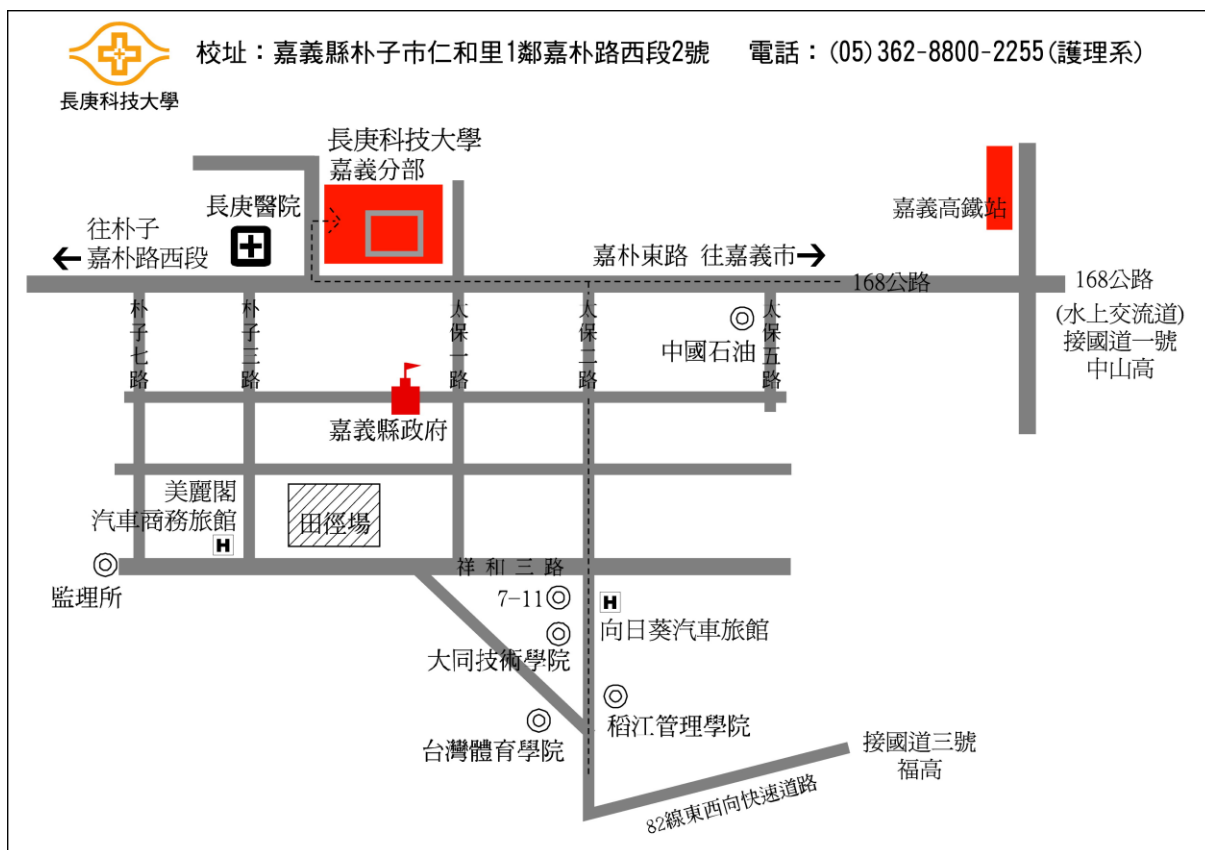 校址：嘉義縣朴子市仁和里1鄰嘉朴路西段2號　電話：(05)362-8800-2255(護理系)
長庚科技大學
長庚科技大學
嘉義分部
長庚醫院
嘉義高鐵站
往朴子
嘉朴路西段
嘉朴東路 往嘉義市
168公路
168公路
(水上交流道)
接國道一號
中山高
朴子七路
朴子三路
太保一路
太保二路
太保五路
中國石油
嘉義縣政府
美麗閣
汽車商務旅館
H
田徑場
監理所
祥和三路
7-11
H
向日葵汽車旅館
大同技術學院
稻江管理學院
台灣體育學院
接國道三號
福高
82線東西向快速道路